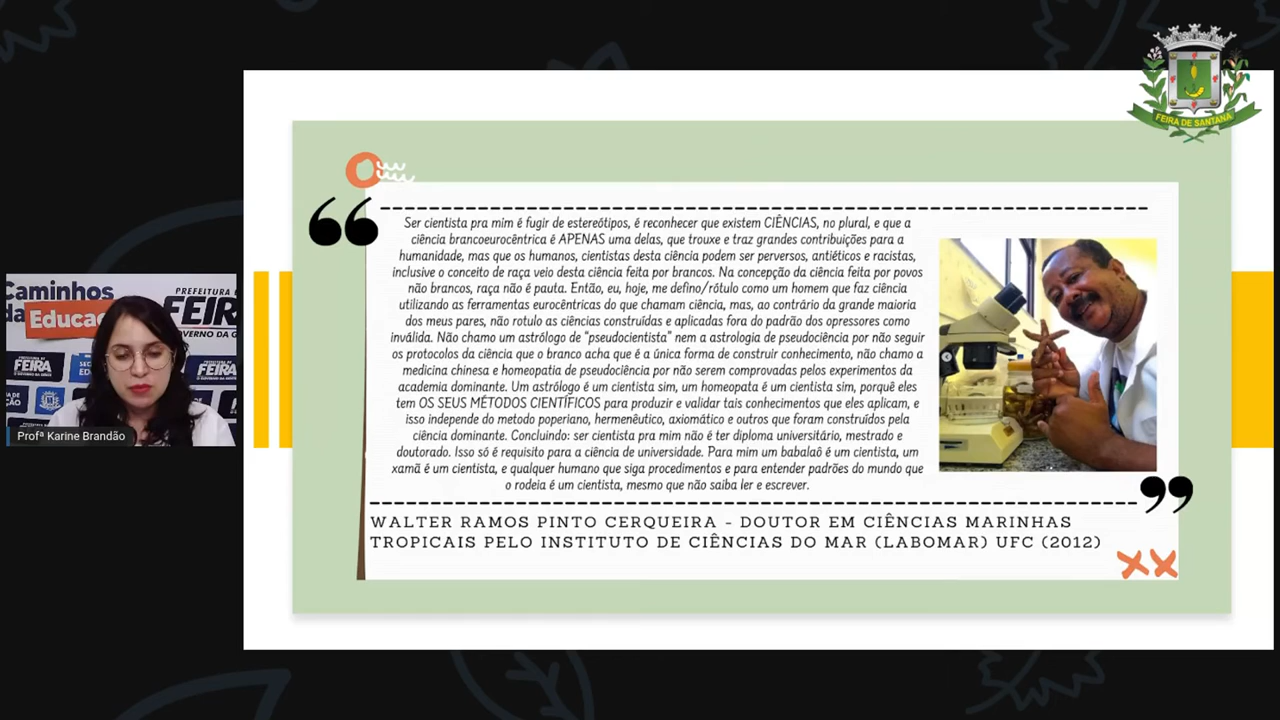 FEIRA DE SANTANA
Ser cientista pra mim é fugir de estereótipos, é reconhecer que existem CIÊNCIAS, no plural, e que a
ciência brancoeurocêntrica é APENAS uma delas, que trouxe e traz grandes contribuições para a
humanidade, mas que os humanos, cientistas desta ciência podem ser perversos, antiéticos e racistas,
inclusive o conceito de raça veio desta ciência feita por brancos. Na concepção da ciência feita por povos
não brancos, raça não é pauta. Então, eu, hoje, me defino/rótulo como um homem que faz ciência
utilizando as ferramentas eurocêntricas do que chamam ciência, mas, ao contrário da grande maioria
dos meus pares, não rotulo as ciências construídas e aplicadas fora do padrão dos opressores como
inválida. Não chamo um astrólogo de "pseudocientista" nem a astrologia de pseudociência por não seguir
os protocolos da ciência que o branco acha que é a única forma de construir conhecimento, não chamo a
medicina chinesa e homeopatia de pseudociência por não serem comprovadas pelos experimentos da
academia dominante. Um astrólogo é um cientista sim, um homeopata é um cientista sim, porquê eles
tem OS SEUS MÉTODOS CIENTÍFICOS para produzir e validar tais conhecimentos que eles aplicam, e
isso independe do metodo poperiano, hermenêutico, axiomático e outros que foram construídos pela
ciência dominante. Concluindo: ser cientista pra mim não é ter diploma universitário, mestrado e
doutorado. Isso só é requisito para a ciência de universidade. Para mim um babalaô é um cientista, um
xamã é um cientista, e qualquer humano que siga procedimentos e para entender padrões do mundo que
o rodeia é um cientista, mesmo que não saiba ler e escrever.
WALTER RAMOS PINTO CERQUEIRA - DOUTOR EM CIÊNCIAS MARINHAS
TROPICAIS PELO INSTITUTO DE CIÊNCIAS DO MAR (LABOMAR) UFC (2012)
Caminhos
da Educaç
PREFEITURA
FEIR
FEIRA
FEIRA
Profª Karine Brandão